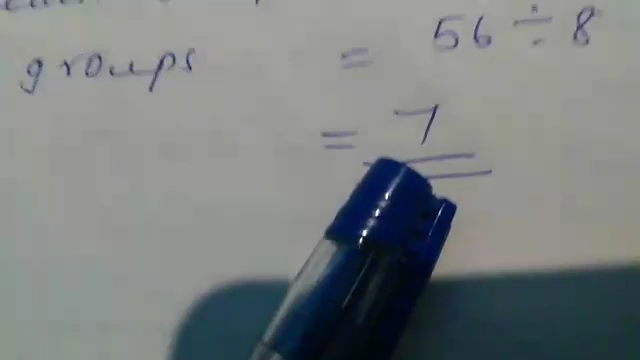 groups = 56 ÷ 8
= 7